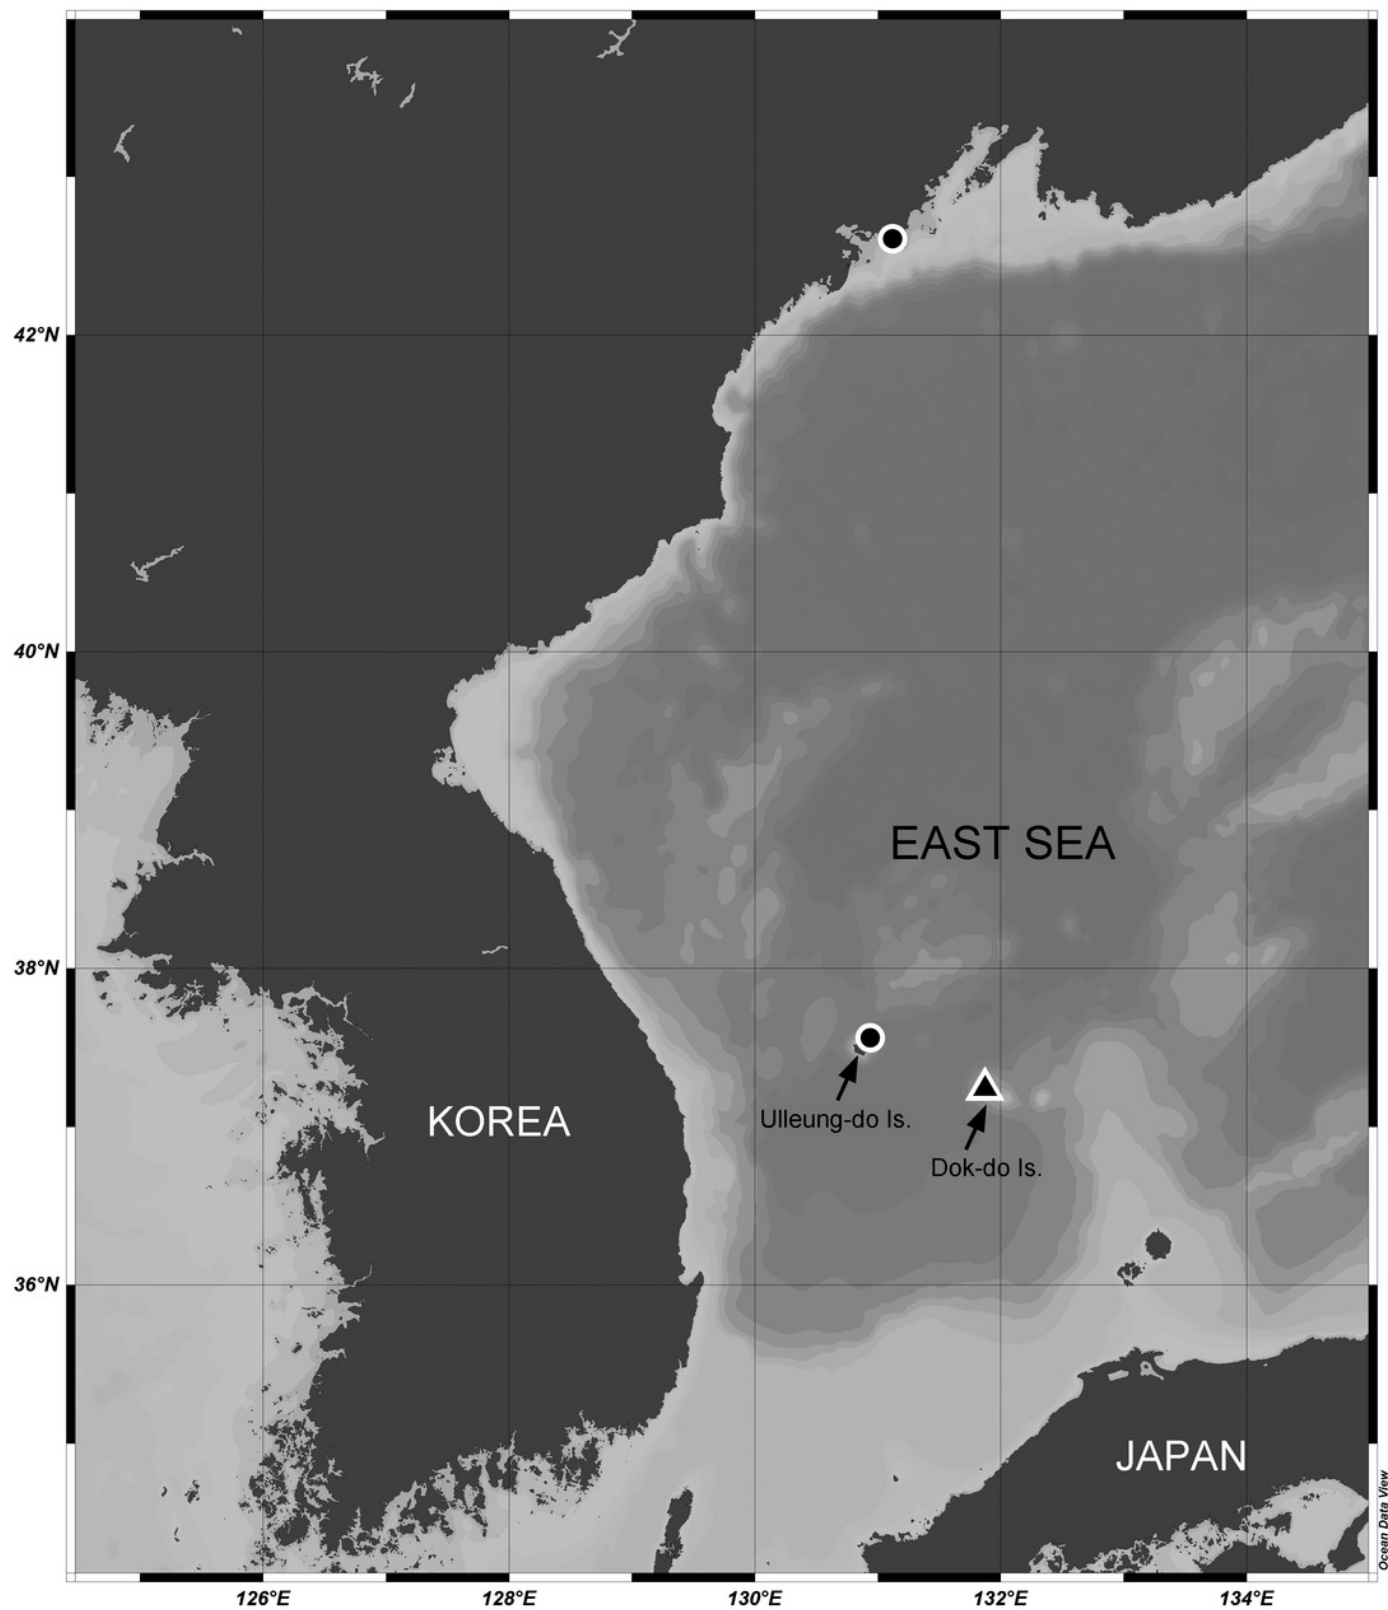 42°N
40°N
EAST SEA
38°N
KOREA
Ulleung-do Is.
Dok-do Is.
36°N
JAPAN
Ocean Data View
126°E
128°E
130°E
132°E
134°E